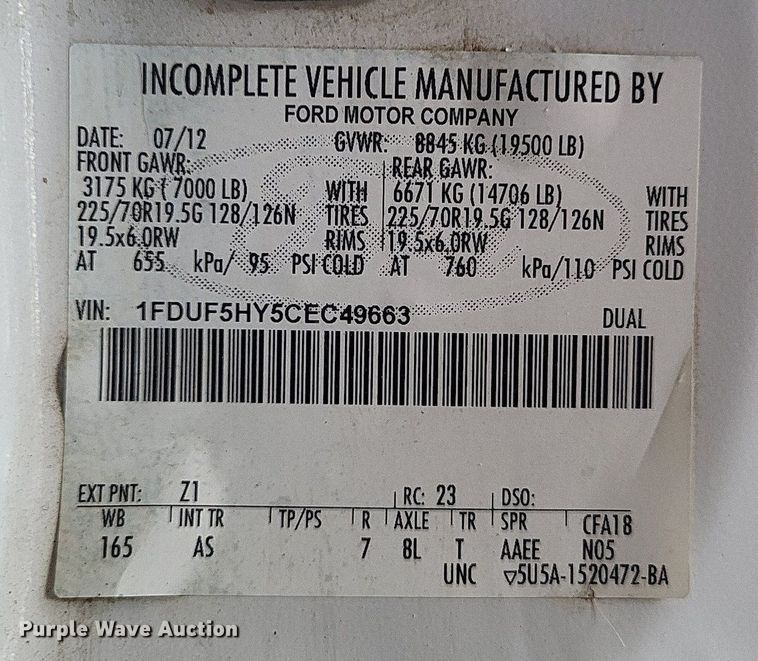 INCOMPLETE VEHICLE MANUFACTURED BY
FORD MOTOR COMPANY
DATE: 07/12 GVWR: 8845 KG (19500 LB)
FRONT GAWR: REAR GAWR:
3175 KG ( 7000 LB) WITH 6671 KG (14706 LB) WITH
225/70R19.5G 128/126N TIRES 225/70R19.5G 128/126N TIRES
19.5x6.0RW RIMS 19.5x6.0RW RIMS
AT 655 kPa/ 95 PSI COLD AT 760 kPa/110 PSI COLD
VIN: 1FDUF5HY5CEC49663 DUAL
EXT PNT: Z1 RC: 23 DSO:
WB INT TR TP/PS R AXLE TR SPR CFA18
165 AS 7 8L T AAEE N05
UNC ▽5U5A-1520472-BA
Purple Wave Auction